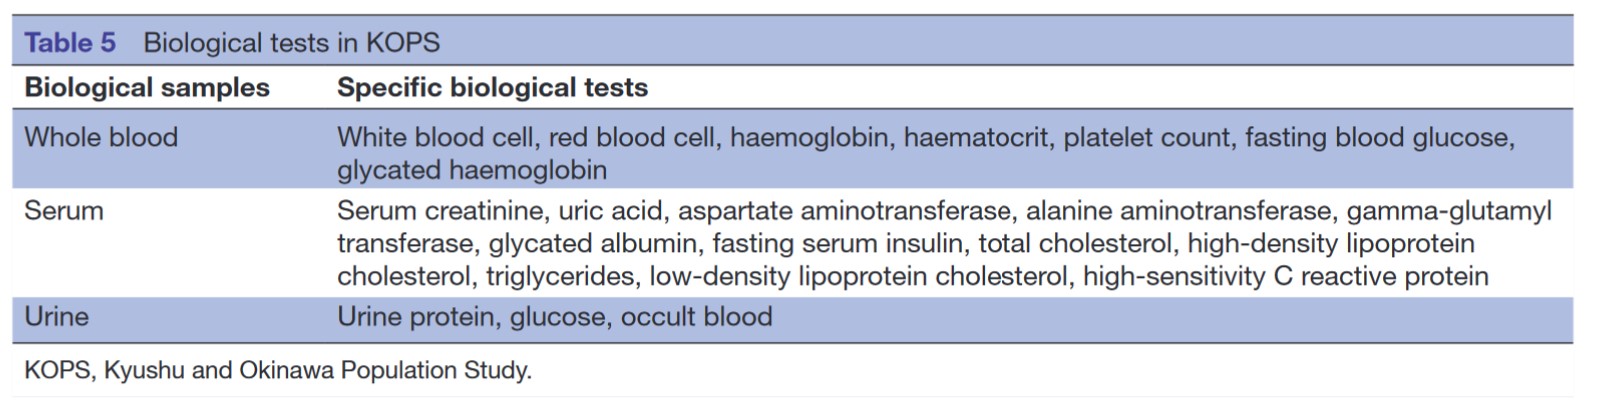 Table 5 Biological tests in KOPS
Biological samples Specific biological tests
Whole blood White blood cell, red blood cell, haemoglobin, haematocrit, platelet count, fasting blood glucose,
glycated haemoglobin
Serum Serum creatinine, uric acid, aspartate aminotransferase, alanine aminotransferase, gamma-glutamyl
transferase, glycated albumin, fasting serum insulin, total cholesterol, high-density lipoprotein
cholesterol, triglycerides, low-density lipoprotein cholesterol, high-sensitivity C reactive protein
Urine Urine protein, glucose, occult blood
KOPS, Kyushu and Okinawa Population Study.